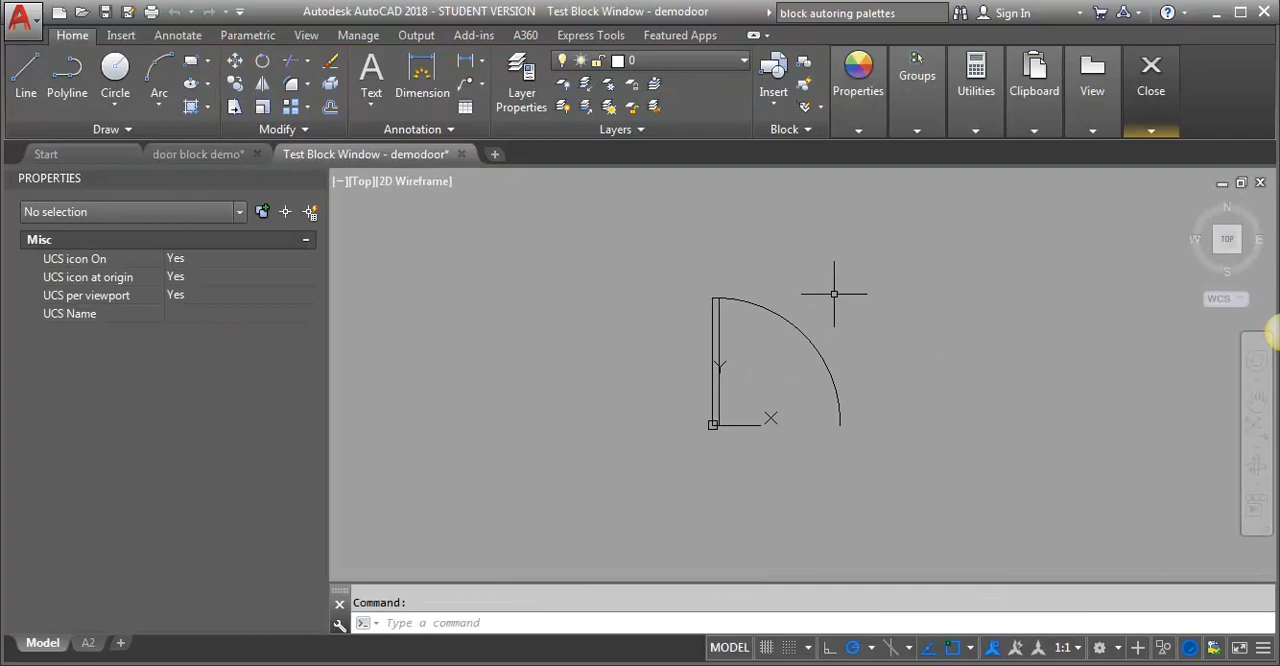 Autodesk AutoCAD 2018 - STUDENT VERSION Test Block Window - demodoor block autoring palettes Sign In
Home Insert Annotate Parametric View Manage Output Add-ins A360 Express Tools Featured Apps
Line Polyline Circle Arc Text Dimension Layer Properties 0 Insert Properties Groups Utilities Clipboard View Close
Draw Modify Annotation Layers Block
Start door block demo* Test Block Window - demodoor*
PROPERTIES
[−][Top][2D Wireframe]
No selection
Misc
UCS icon On Yes
UCS icon at origin Yes
UCS per viewport Yes
UCS Name
N
W TOP E
S
WCS
Y
X
Command:
Type a command
Model A2 MODEL 1:1